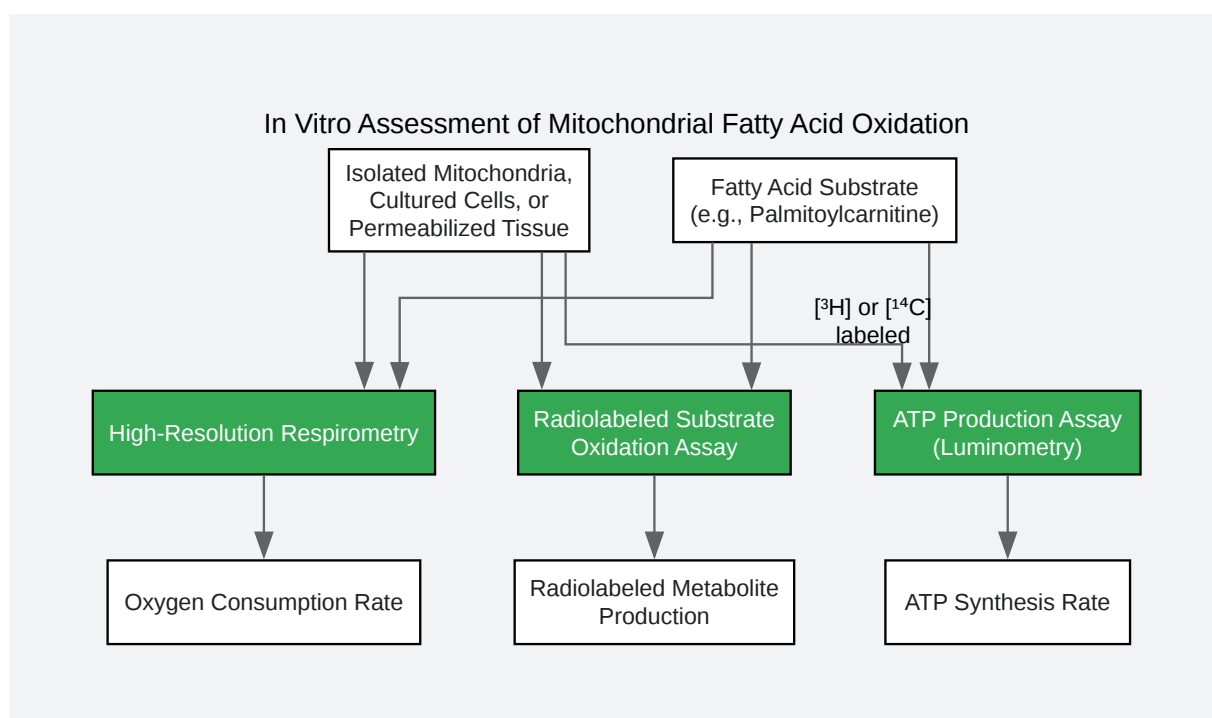 In Vitro Assessment of Mitochondrial Fatty Acid Oxidation
Isolated Mitochondria,
Cultured Cells, or
Permeabilized Tissue
Fatty Acid Substrate
(e.g., Palmitoylcarnitine)
[³H] or [¹⁴C]
labeled
High-Resolution Respirometry
Radiolabeled Substrate
Oxidation Assay
ATP Production Assay
(Luminometry)
Oxygen Consumption Rate
Radiolabeled Metabolite
Production
ATP Synthesis Rate